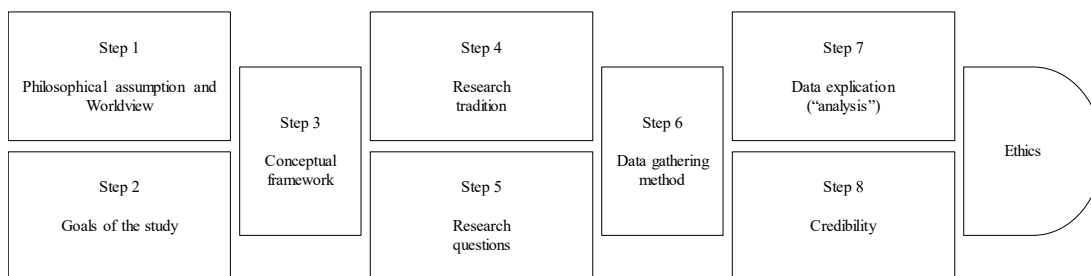 Step 1
Philosophical assumption and
Worldview
Step 2
Goals of the study
Step 3
Conceptual
framework
Step 4
Research
tradition
Step 5
Research
questions
Step 6
Data gathering
method
Step 7
Data explication
(“analysis”)
Step 8
Credibility
Ethics